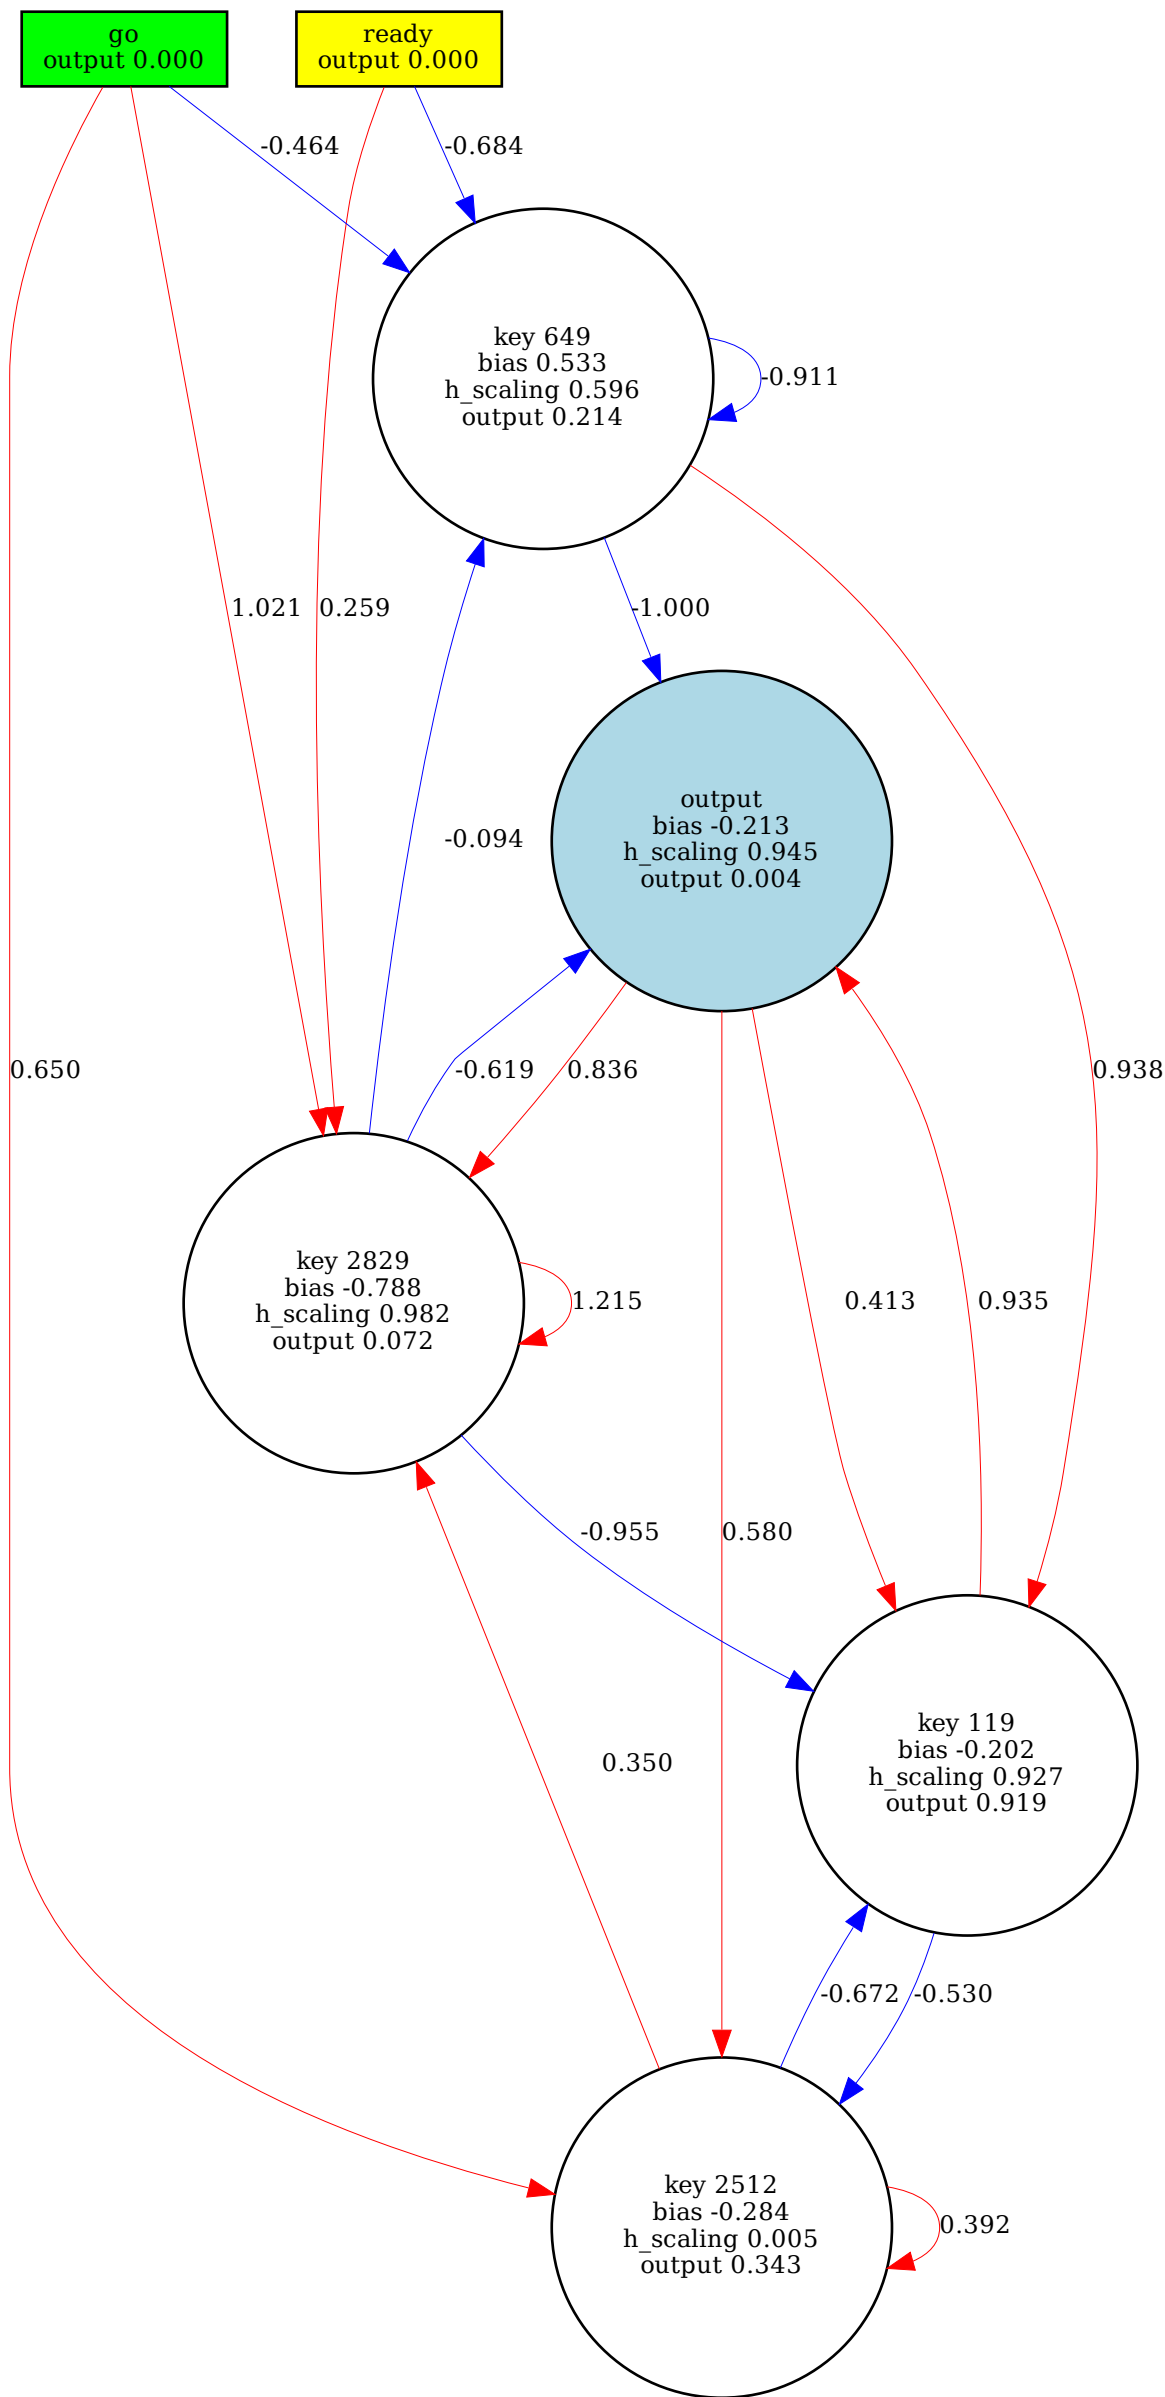 go
output 0.000
ready
output 0.000
-0.464
-0.684
key 649
bias 0.533
h_scaling 0.596
output 0.214
-0.911
1.021
0.259
-1.000
-0.094
output
bias -0.213
h_scaling 0.945
output 0.004
0.650
-0.619
0.836
0.938
key 2829
bias -0.788
h_scaling 0.982
output 0.072
1.215
0.413
0.935
-0.955
0.580
0.350
key 119
bias -0.202
h_scaling 0.927
output 0.919
-0.672
-0.530
key 2512
bias -0.284
h_scaling 0.005
output 0.343
0.392